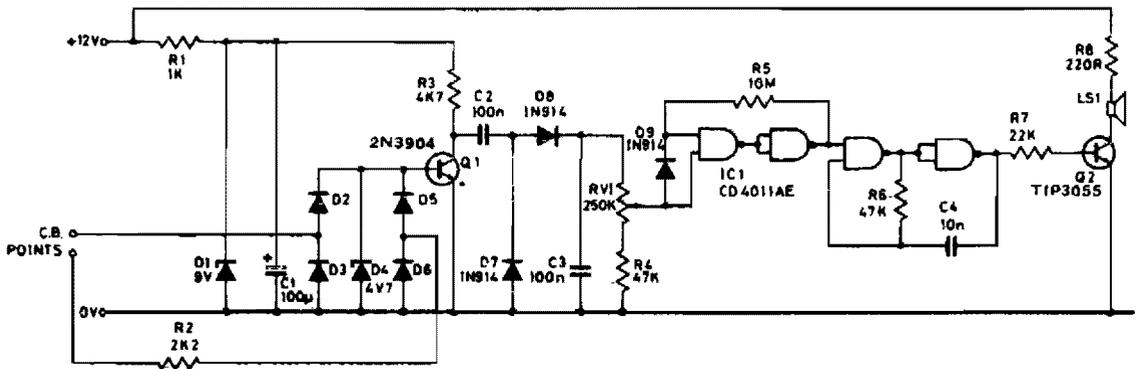 +12V
R1
1K
R3
4K7
C2
100n
D8
1N914
R5
10M
R8
220R
LS1
D9
1N914
R7
22K
2N3904
Q1
IC1
CD4011AE
Q2
TIP3055
RV1
250K
R6
47K
C4
10n
D2
D5
C.B.
POINTS
D1
9V
+
C1
100µ
D3
D4
4V7
D6
D7
1N914
C3
100n
R4
47K
0V
R2
2K2